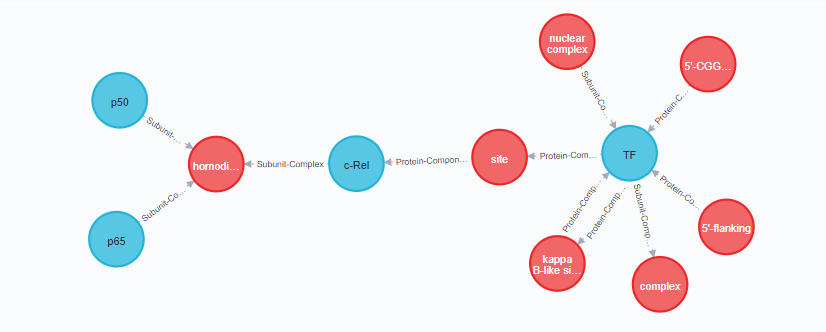 nuclear
complex
5'-CGG...
Subunit-Co...
Protein-C...
p50
Subunit-...
homodi...
Subunit-Complex
c-Rel
Protein-Compon...
site
Protein-Com...
TF
Subunit-Co...
p65
Protein-Co...
5'-flanking
Protein-Comp...
Protein-Comp...
Subunit-Comp...
kappa
B-like si...
complex